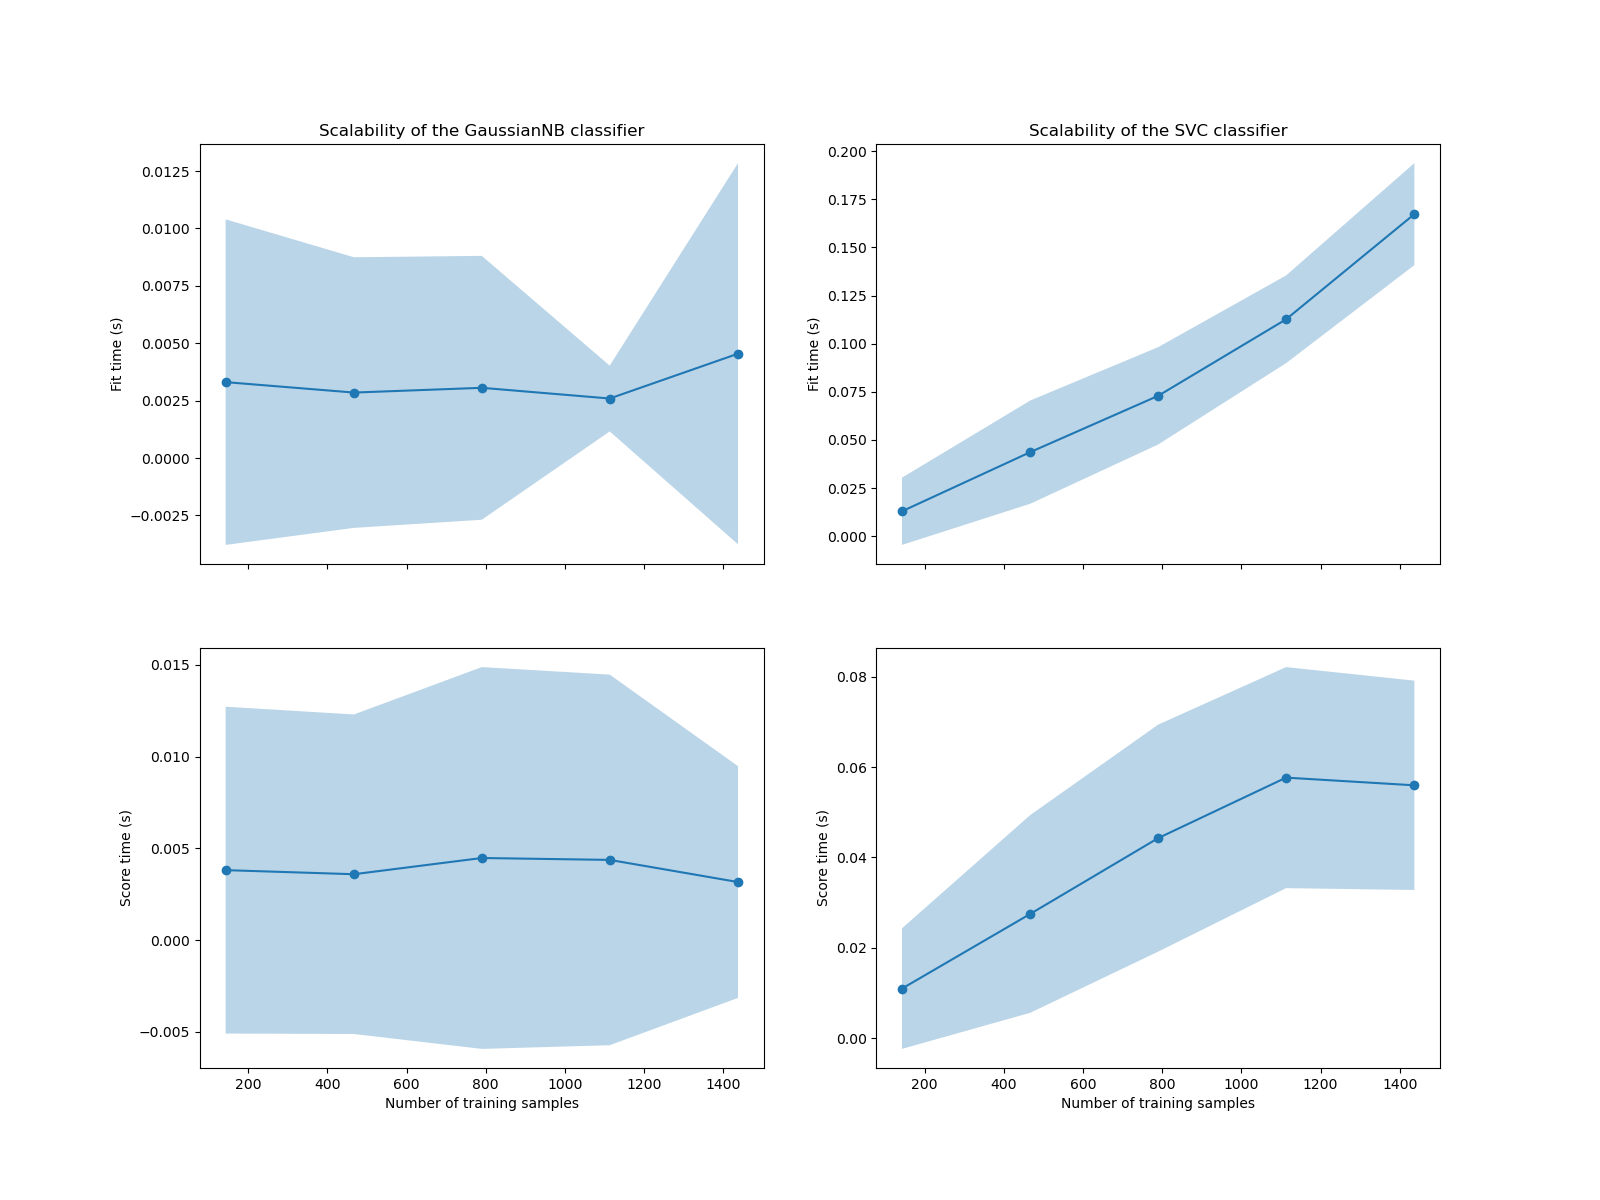 Scalability of the GaussianNB classifier
0.0125
0.0100
0.0075
0.0050
0.0025
0.0000
−0.0025
Fit time (s)
Scalability of the SVC classifier
0.200
0.175
0.150
0.125
0.100
0.075
0.050
0.025
0.000
Fit time (s)
0.015
0.010
0.005
0.000
−0.005
Score time (s)
200 400 600 800 1000 1200 1400
Number of training samples
0.08
0.06
0.04
0.02
0.00
Score time (s)
200 400 600 800 1000 1200 1400
Number of training samples